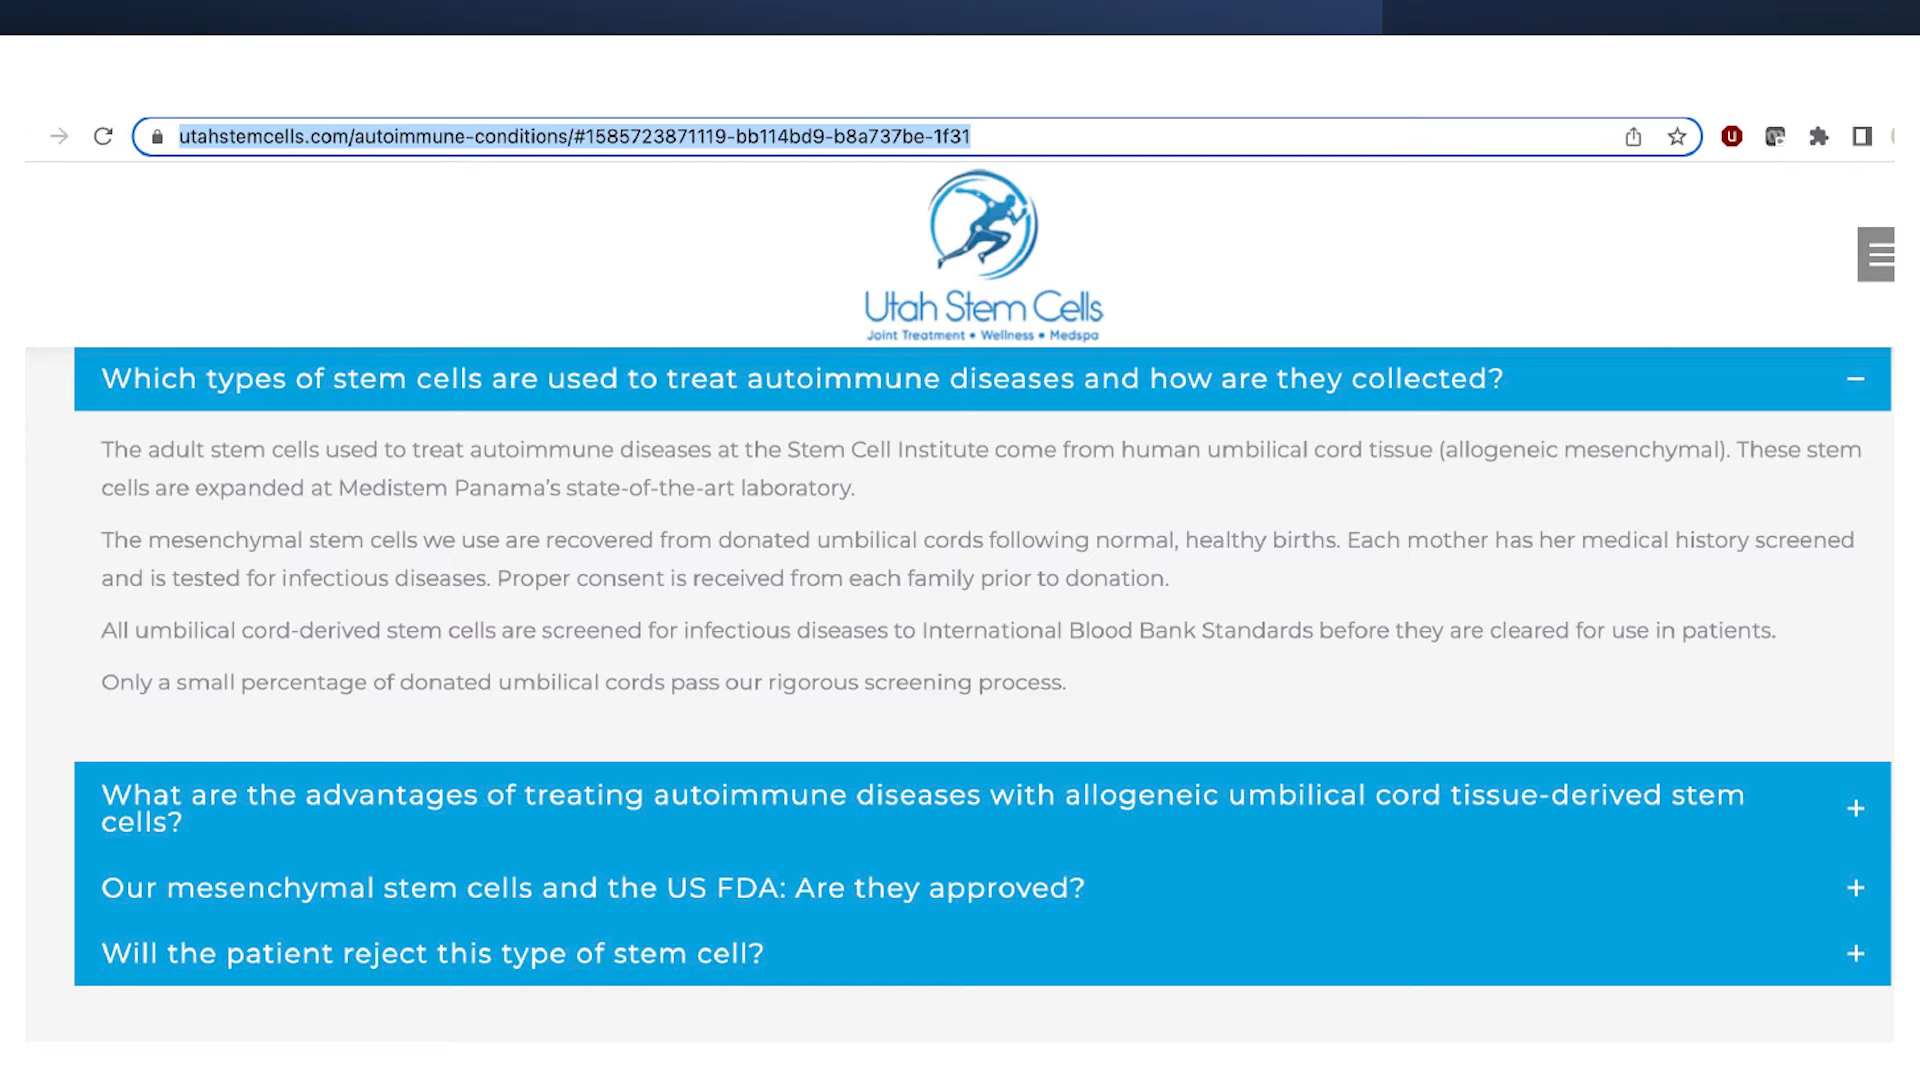 utahstemcells.com/autoimmune-conditions/#1585723871119-bb114bd9-b8a737be-1f31
Utah Stem Cells
Joint Treatment • Wellness • Medspa
Which types of stem cells are used to treat autoimmune diseases and how are they collected?
The adult stem cells used to treat autoimmune diseases at the Stem Cell Institute come from human umbilical cord tissue (allogeneic mesenchymal). These stem
cells are expanded at Medistem Panama’s state-of-the-art laboratory.
The mesenchymal stem cells we use are recovered from donated umbilical cords following normal, healthy births. Each mother has her medical history screened
and is tested for infectious diseases. Proper consent is received from each family prior to donation.
All umbilical cord-derived stem cells are screened for infectious diseases to International Blood Bank Standards before they are cleared for use in patients.
Only a small percentage of donated umbilical cords pass our rigorous screening process.
What are the advantages of treating autoimmune diseases with allogeneic umbilical cord tissue-derived stem
cells?
Our mesenchymal stem cells and the US FDA: Are they approved?
Will the patient reject this type of stem cell?